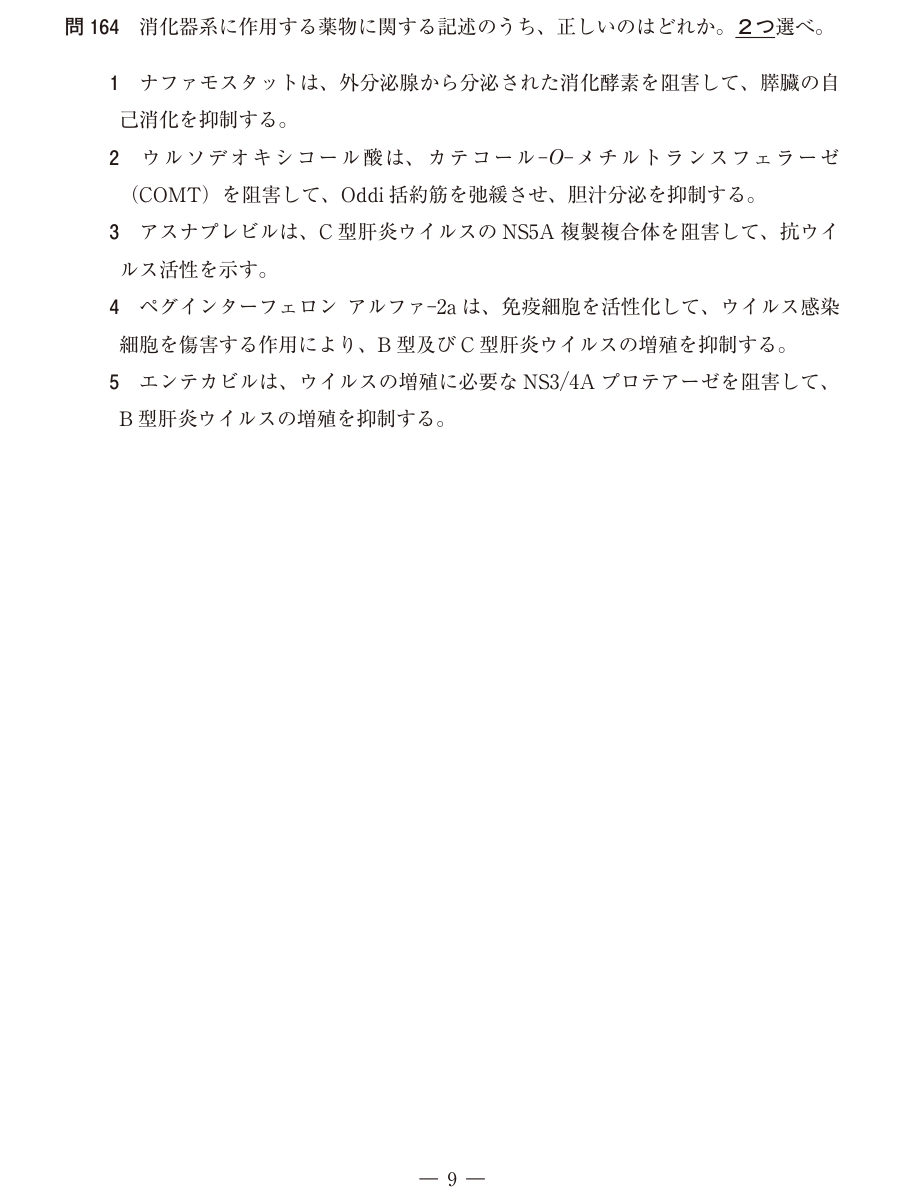 問 164　消化器系に作用する薬物に関する記述のうち、正しいのはどれか。２つ選べ。
1　ナファモスタットは、外分泌腺から分泌された消化酵素を阻害して、膵臓の自
己消化を抑制する。
2　ウルソデオキシコール酸は、カテコール-O-メチルトランスフェラーゼ
（COMT）を阻害して、Oddi 括約筋を弛緩させ、胆汁分泌を抑制する。
3　アスナプレビルは、C 型肝炎ウイルスの NS5A 複製複合体を阻害して、抗ウイ
ルス活性を示す。
4　ペグインターフェロン アルファ-2a は、免疫細胞を活性化して、ウイルス感染
細胞を傷害する作用により、B 型及び C 型肝炎ウイルスの増殖を抑制する。
5　エンテカビルは、ウイルスの増殖に必要な NS3/4A プロテアーゼを阻害して、
B 型肝炎ウイルスの増殖を抑制する。
— 9 —